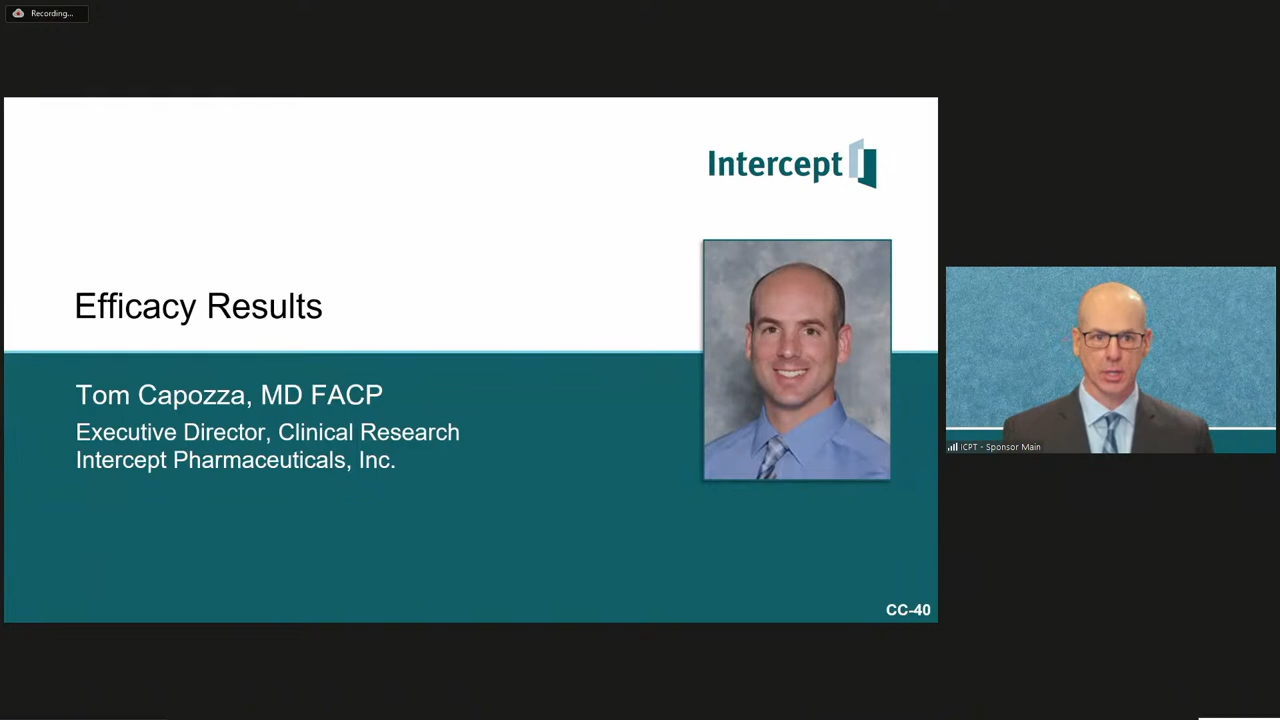 Recording...
Intercept
Efficacy Results
Tom Capozza, MD FACP
Executive Director, Clinical Research
Intercept Pharmaceuticals, Inc.
CC-40
ICPT - Sponsor Main